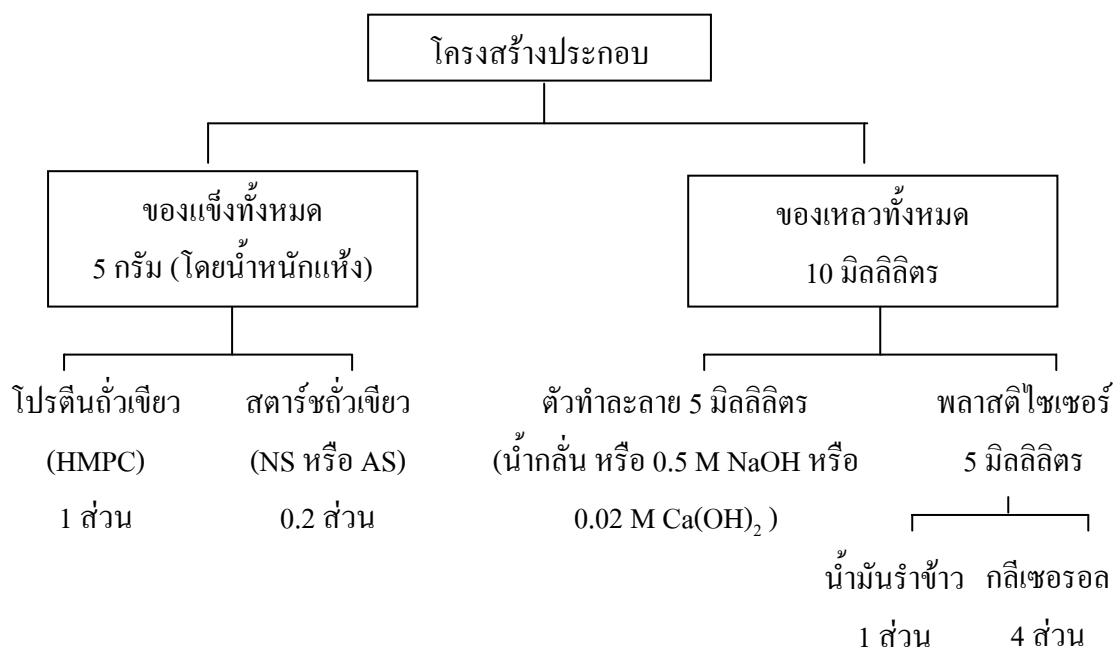 โครงสร้างประกอบ
ของแข็งทั้งหมด
5 กรัม (โดยน้ำหนักแห้ง)
ของเหลวทั้งหมด
10 มิลลิลิตร
โปรตีนถั่วเขียว
(HMPC)
1 ส่วน
สตาร์ชถั่วเขียว
(NS หรือ AS)
0.2 ส่วน
ตัวทำละลาย 5 มิลลิลิตร
(น้ำกลั่น หรือ 0.5 M NaOH หรือ
0.02 M Ca(OH)₂ )
พลาสติไซเซอร์
5 มิลลิลิตร
น้ำมันรำข้าว
1 ส่วน
กลีเซอรอล
4 ส่วน